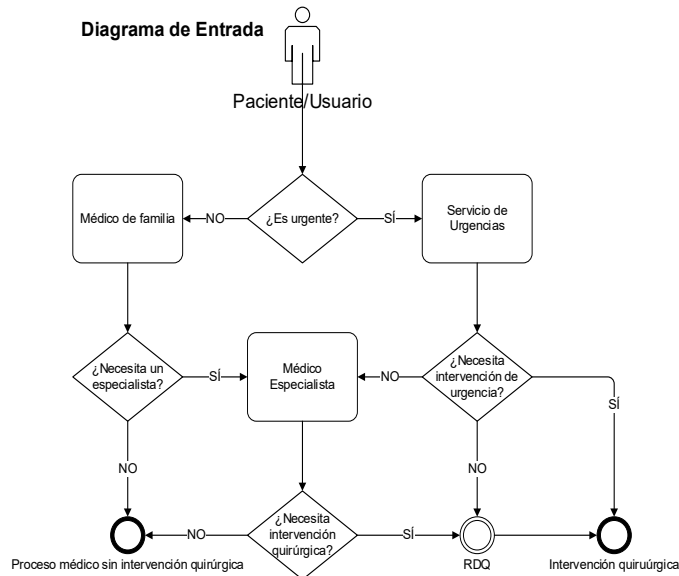 Diagrama de Entrada
Paciente/Usuario
Médico de familia
NO
¿Es urgente?
SÍ
Servicio de
Urgencias
¿Necesita un
especialista?
SÍ
Médico
Especialista
NO
¿Necesita
intervención de
urgencia?
SÍ
NO
NO
NO
¿Necesita
intervención
quirúrgica?
SÍ
Proceso médico sin intervención quirúrgica
RDQ
Intervención quiruúrgica